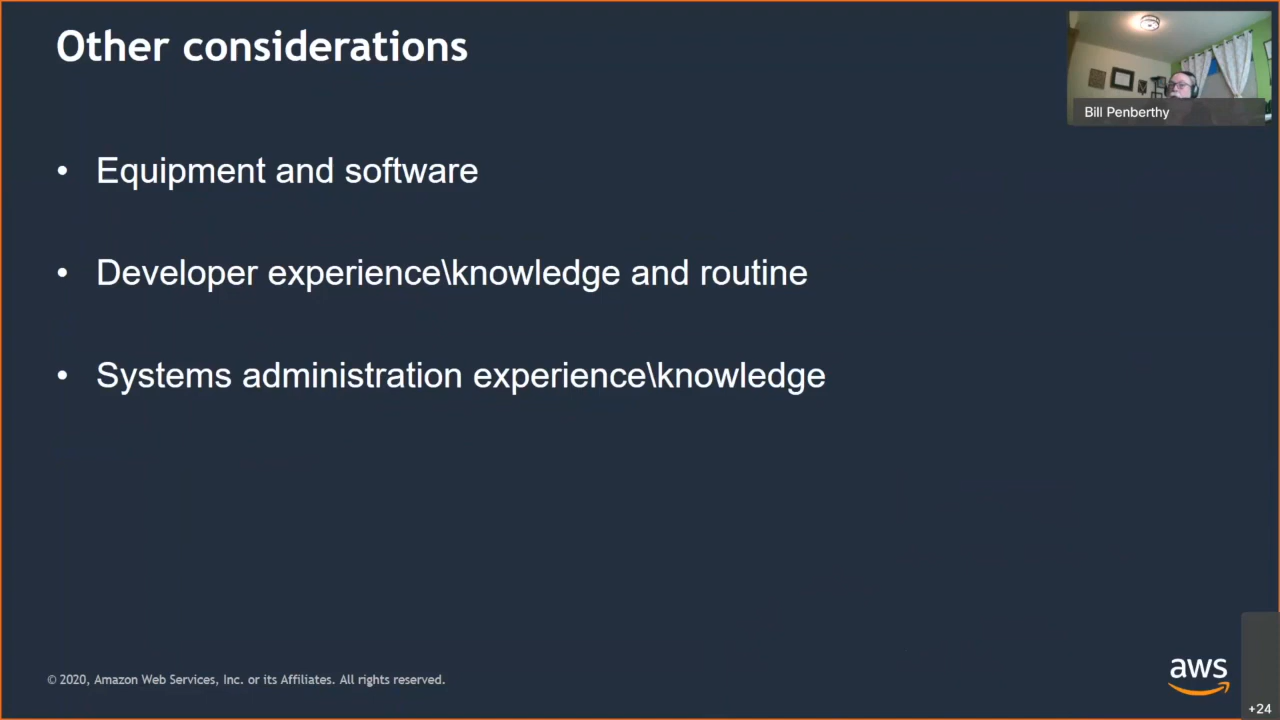 Other considerations
Bill Penberthy
• Equipment and software
• Developer experience\knowledge and routine
• Systems administration experience\knowledge
© 2020, Amazon Web Services, Inc. or its Affiliates. All rights reserved.
aws
+24